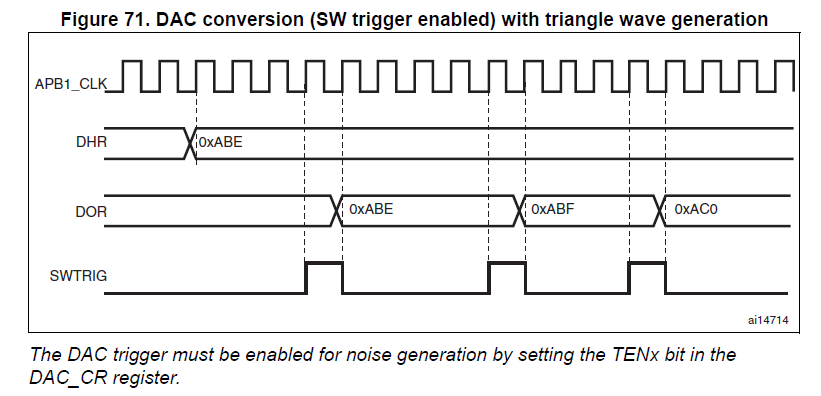 Figure 71. DAC conversion (SW trigger enabled) with triangle wave generation
APB1_CLK
DHR
0xABE
DOR
0xABE
0xABF
0xAC0
SWTRIG
ai14714
The DAC trigger must be enabled for noise generation by setting the TENx bit in the
DAC_CR register.